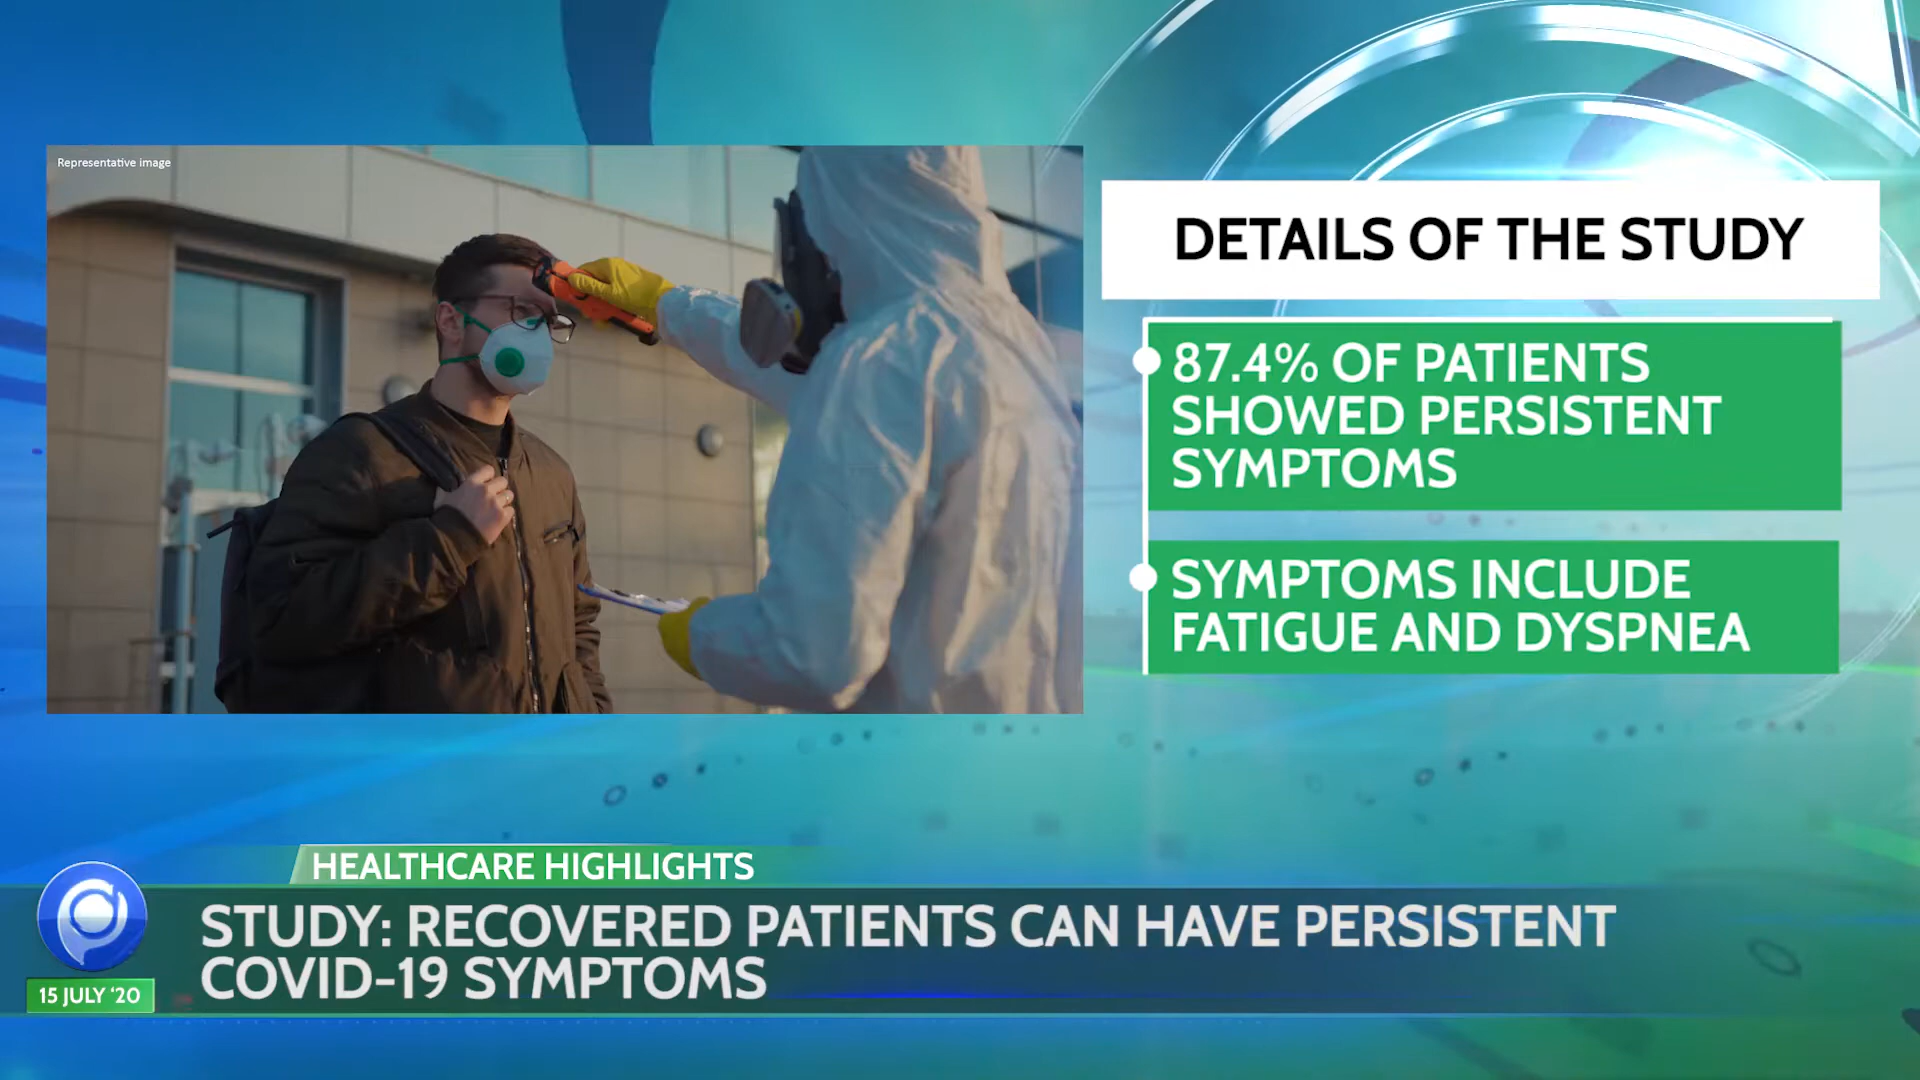 Representative image
DETAILS OF THE STUDY
87.4% OF PATIENTS
SHOWED PERSISTENT
SYMPTOMS
SYMPTOMS INCLUDE
FATIGUE AND DYSPNEA
HEALTHCARE HIGHLIGHTS
STUDY: RECOVERED PATIENTS CAN HAVE PERSISTENT
COVID-19 SYMPTOMS
15 JULY '20